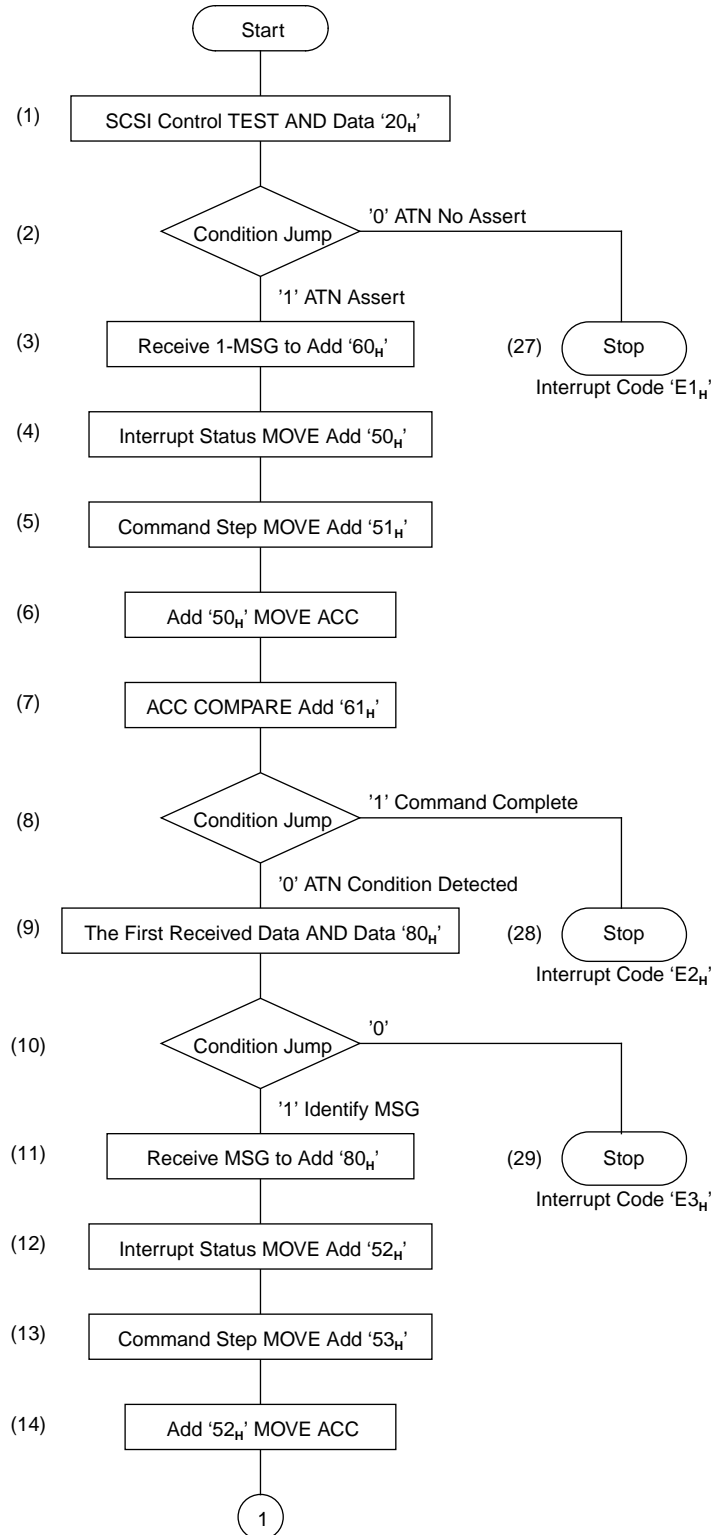 Start
(1) SCSI Control TEST AND Data ‘20H’
'0' ATN No Assert
(2) Condition Jump
'1' ATN Assert
(3) Receive 1-MSG to Add ‘60H’
(27) Stop
Interrupt Code ‘E1H’
(4) Interrupt Status MOVE Add ‘50H’
(5) Command Step MOVE Add ‘51H’
(6) Add ‘50H’ MOVE ACC
(7) ACC COMPARE Add ‘61H’
'1' Command Complete
(8) Condition Jump
'0' ATN Condition Detected
(9) The First Received Data AND Data ‘80H’
(28) Stop
Interrupt Code ‘E2H’
'0'
(10) Condition Jump
'1' Identify MSG
(11) Receive MSG to Add ‘80H’
(29) Stop
Interrupt Code ‘E3H’
(12) Interrupt Status MOVE Add ‘52H’
(13) Command Step MOVE Add ‘53H’
(14) Add ‘52H’ MOVE ACC
1